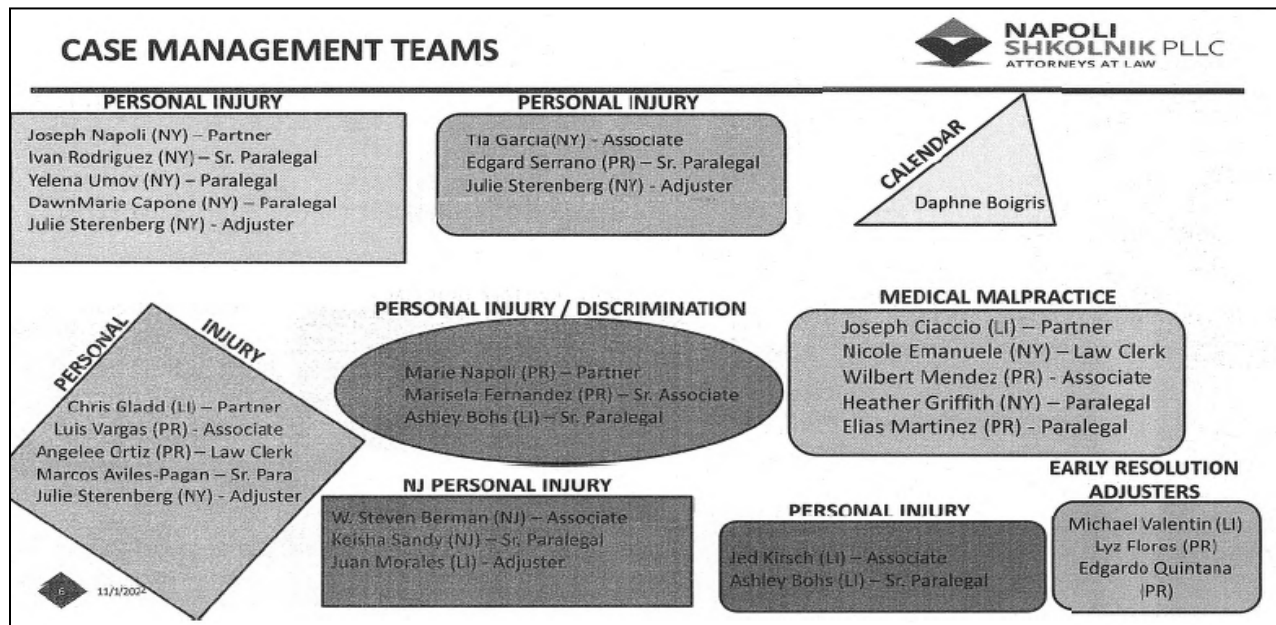 CASE MANAGEMENT TEAMS
NAPOLI
SHKOLNIK PLLC
ATTORNEYS AT LAW
PERSONAL INJURY
Joseph Napoli (NY) – Partner
Ivan Rodriguez (NY) – Sr. Paralegal
Yelena Umov (NY) – Paralegal
DawnMarie Capone (NY) – Paralegal
Julie Sterenberg (NY) - Adjuster
PERSONAL INJURY
Tia Garcia(NY) - Associate
Edgard Serrano (PR) – Sr. Paralegal
Julie Sterenberg (NY) - Adjuster
CALENDAR
Daphne Boigris
PERSONAL INJURY
Chris Gladd (LI) – Partner
Luis Vargas (PR) - Associate
Angelee Ortiz (PR) – Law Clerk
Marcos Aviles-Pagan – Sr. Para
Julie Sterenberg (NY) - Adjuster
PERSONAL INJURY / DISCRIMINATION
Marie Napoli (PR) – Partner
Marisela Fernandez (PR) – Sr. Associate
Ashley Bohs (LI) – Sr. Paralegal
MEDICAL MALPRACTICE
Joseph Ciaccio (LI) – Partner
Nicole Emanuele (NY) – Law Clerk
Wilbert Mendez (PR) - Associate
Heather Griffith (NY) – Paralegal
Elias Martinez (PR) - Paralegal
NJ PERSONAL INJURY
W. Steven Berman (NJ) – Associate
Keisha Sandy (NJ) – Sr. Paralegal
Juan Morales (LI) - Adjuster
PERSONAL INJURY
Jed Kirsch (LI) – Associate
Ashley Bohs (LI) – Sr. Paralegal
EARLY RESOLUTION
ADJUSTERS
Michael Valentin (LI)
Lyz Flores (PR)
Edgardo Quintana
(PR)
6